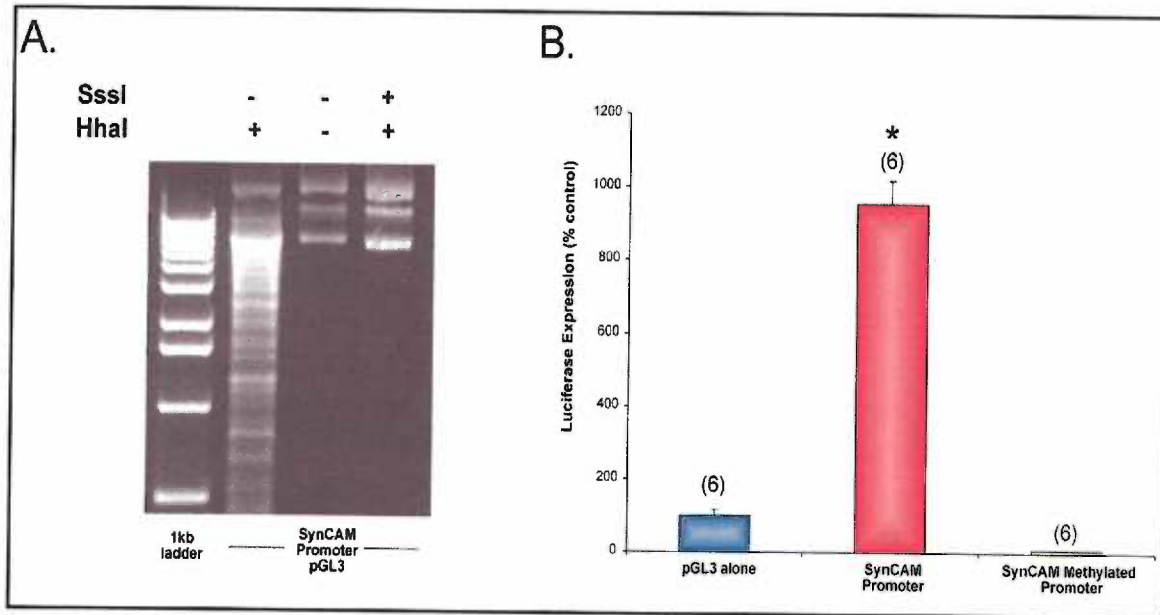 A.
SssI - - +
HhaI + - +
1kb
ladder
SynCAM
Promoter
pGL3
B.
Luciferase Expression (% control)
1200
1000
800
600
400
200
0
(6)
*
(6)
(6)
pGL3 alone
SynCAM
Promoter
SynCAM Methylated
Promoter